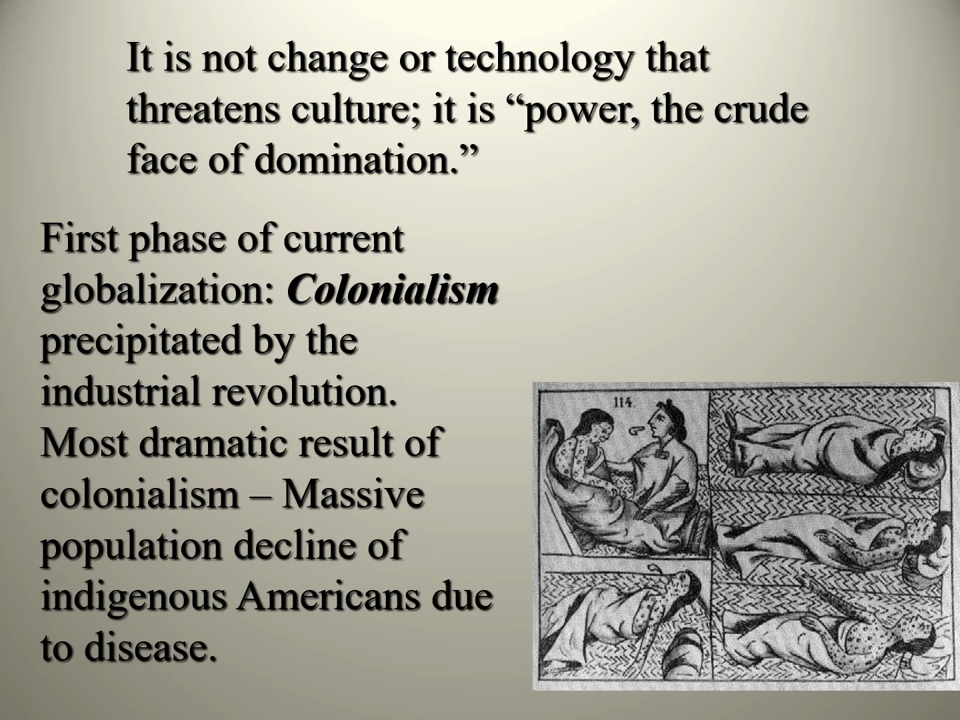 It is not change or technology that
threatens culture; it is “power, the crude
face of domination.”
First phase of current
globalization: Colonialism
precipitated by the
industrial revolution.
Most dramatic result of
colonialism – Massive
population decline of
indigenous Americans due
to disease.
114.